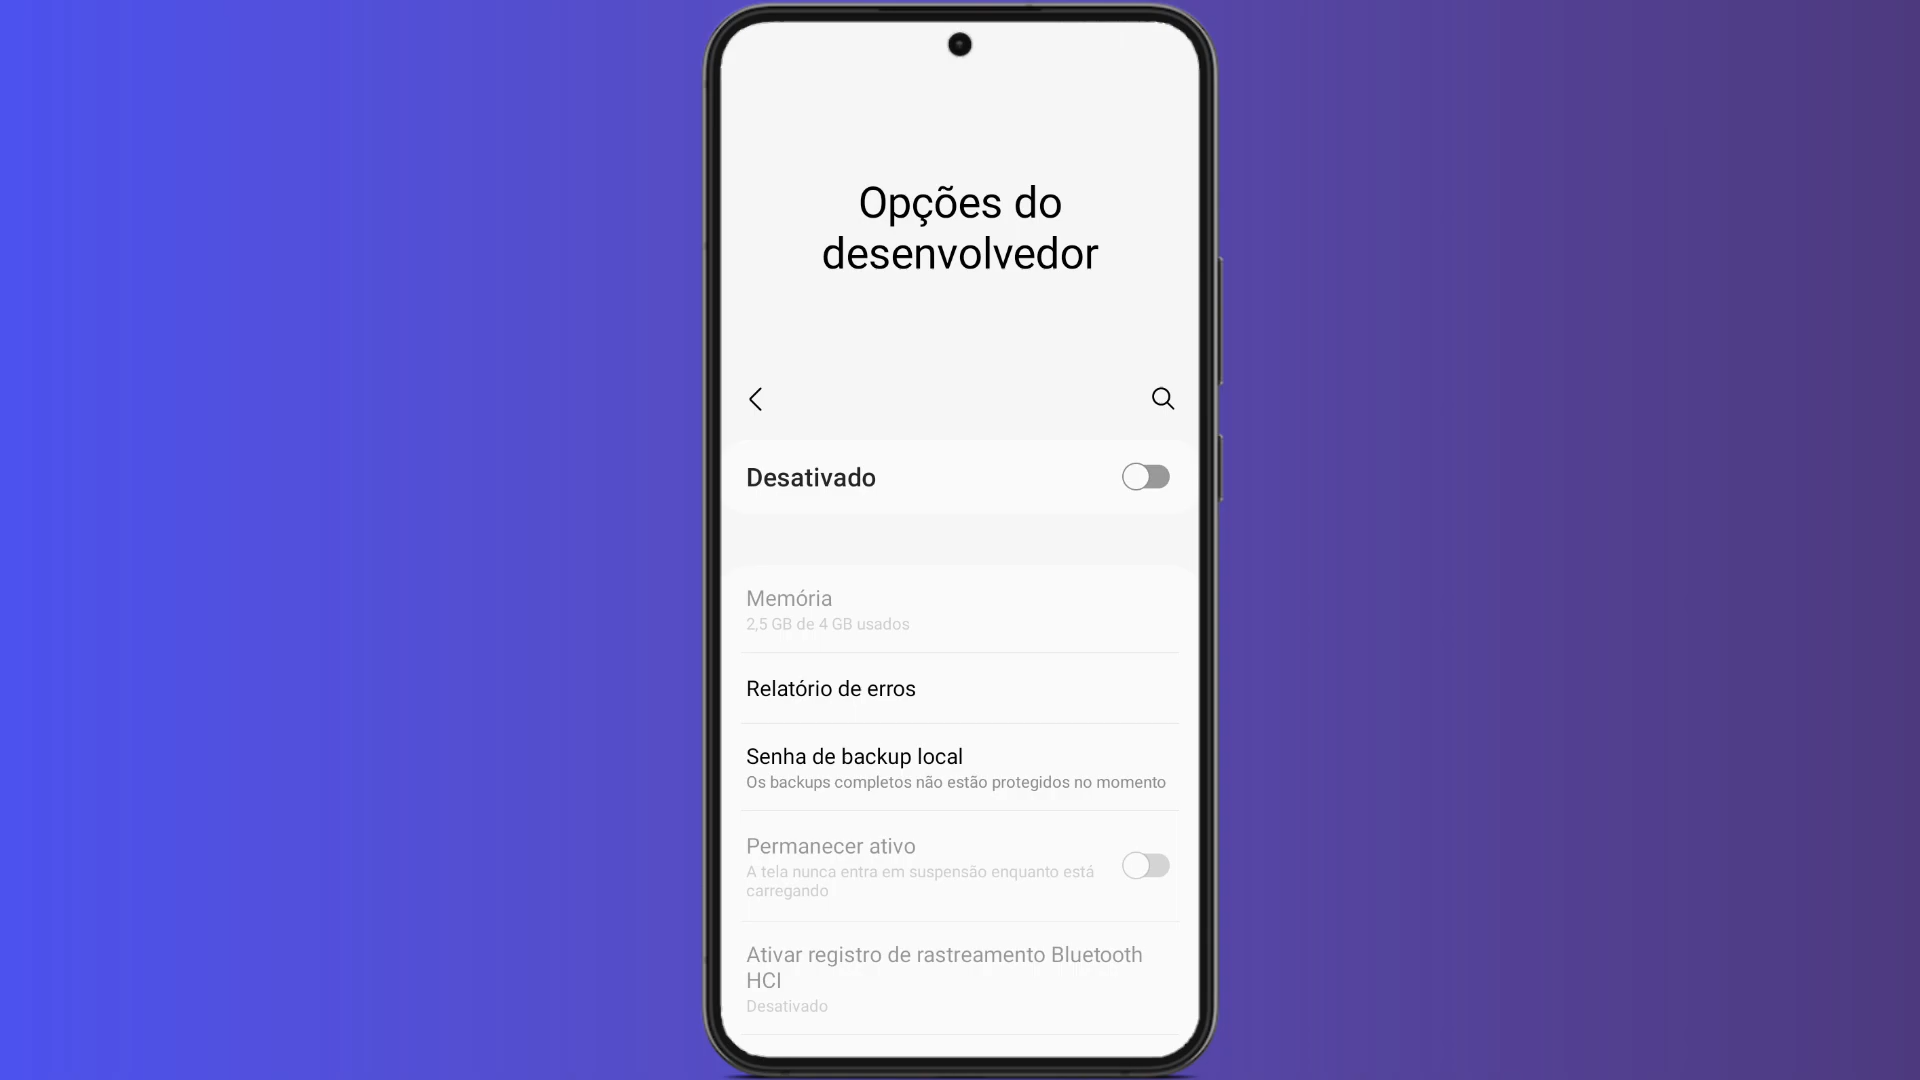 Opções do
desenvolvedor
Desativado
Memória
2,5 GB de 4 GB usados
Relatório de erros
Senha de backup local
Os backups completos não estão protegidos no momento
Permanecer ativo
A tela nunca entra em suspensão enquanto está
carregando
Ativar registro de rastreamento Bluetooth
HCI
Desativado